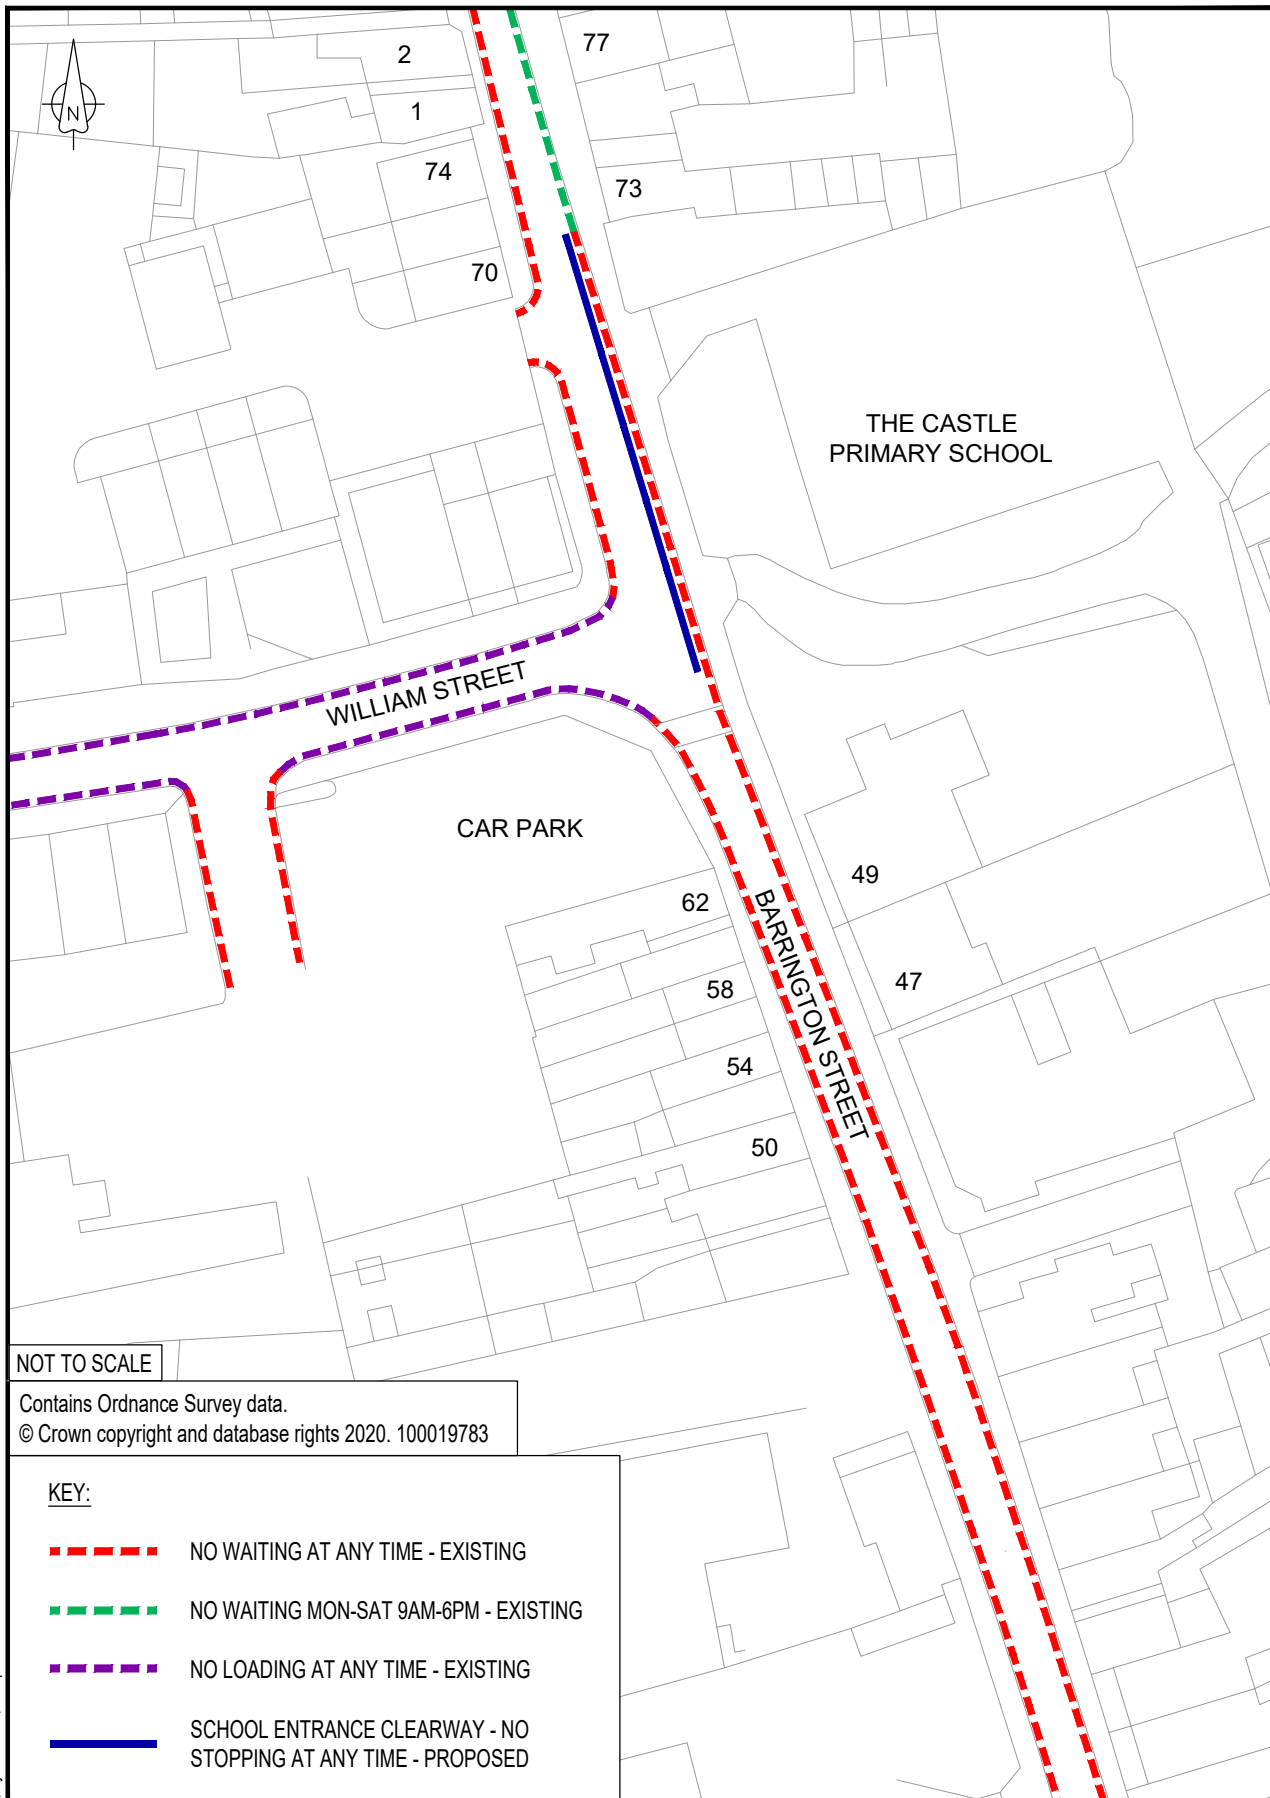 2
77
1
N
74
73
70
THE CASTLE
PRIMARY SCHOOL
WILLIAM STREET
CAR PARK
49
62
BARRINGTON STREET
47
58
54
50
NOT TO SCALE
Contains Ordnance Survey data.
© Crown copyright and database rights 2020. 100019783
KEY:
NO WAITING AT ANY TIME - EXISTING
NO WAITING MON-SAT 9AM-6PM - EXISTING
NO LOADING AT ANY TIME - EXISTING
SCHOOL ENTRANCE CLEARWAY - NO
STOPPING AT ANY TIME - PROPOSED